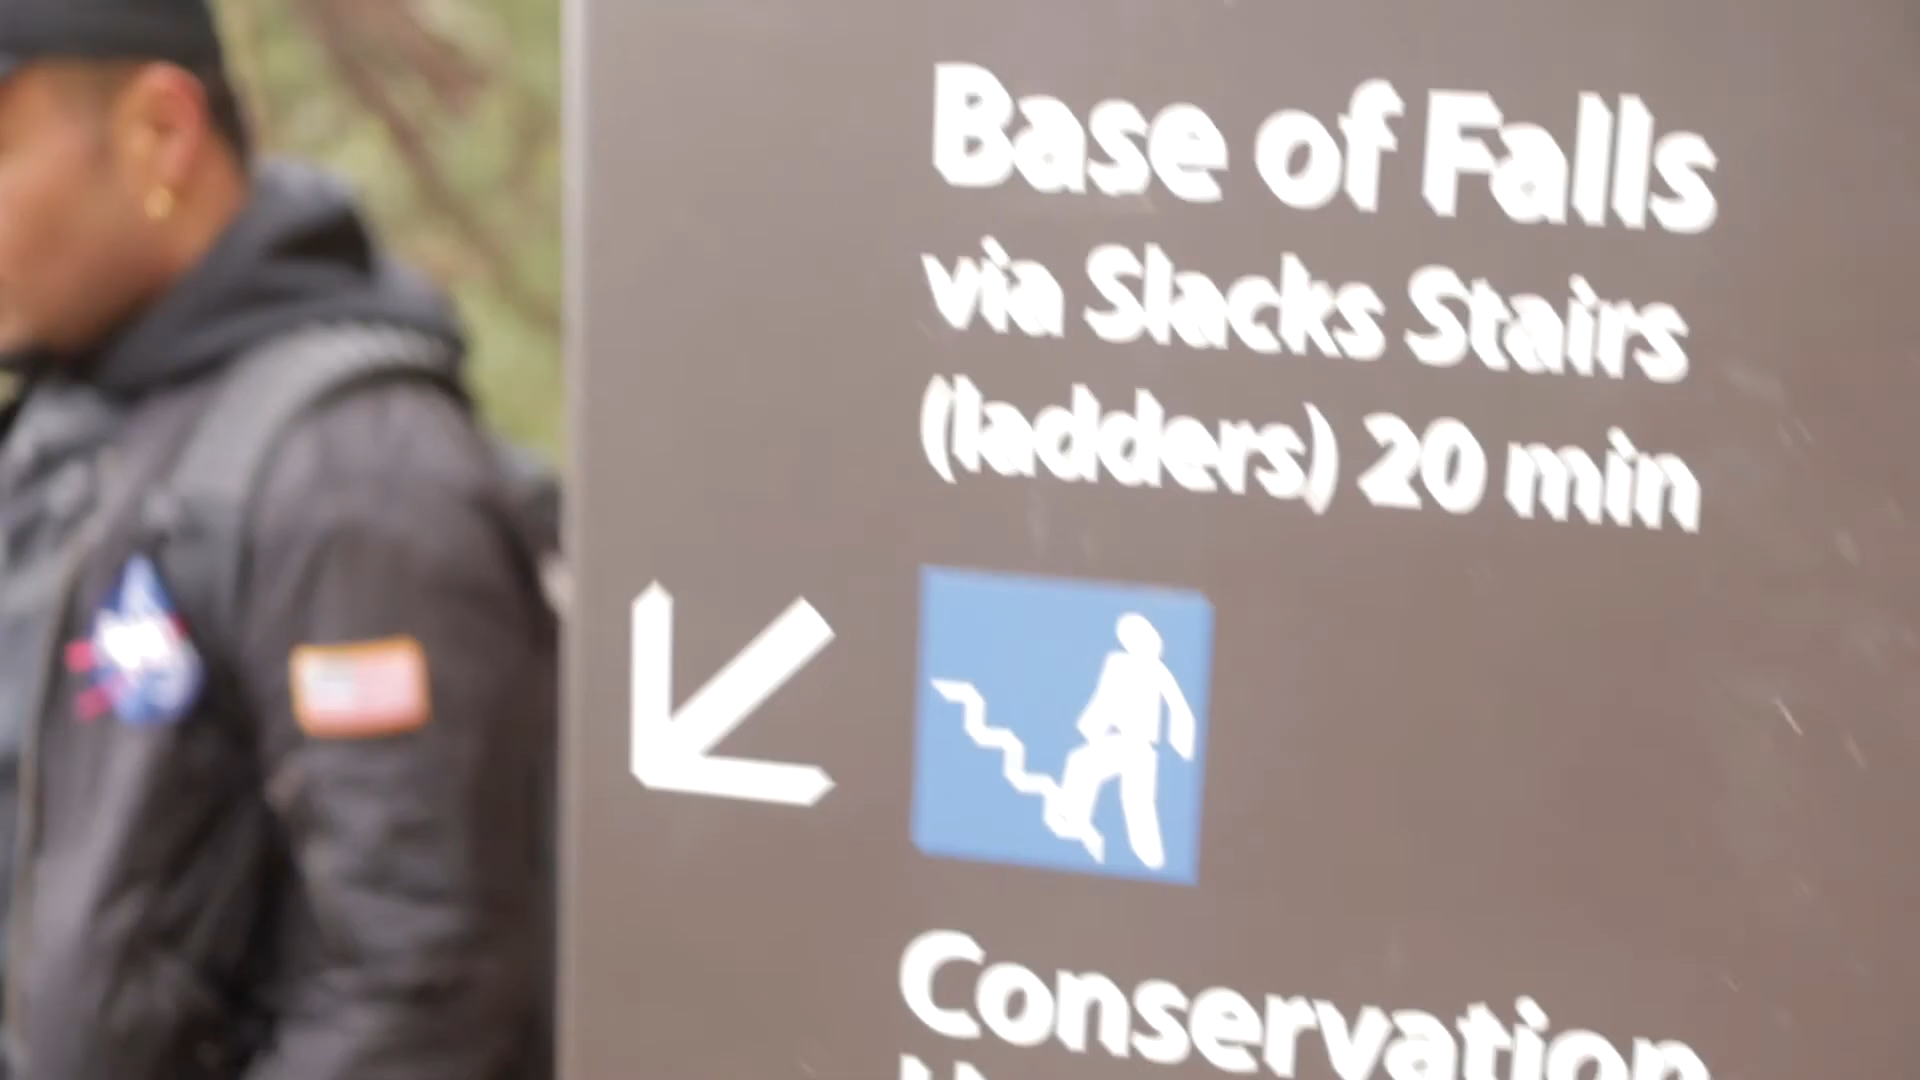 Base of Falls
via Slacks Stairs
(ladders) 20 min
Conservation